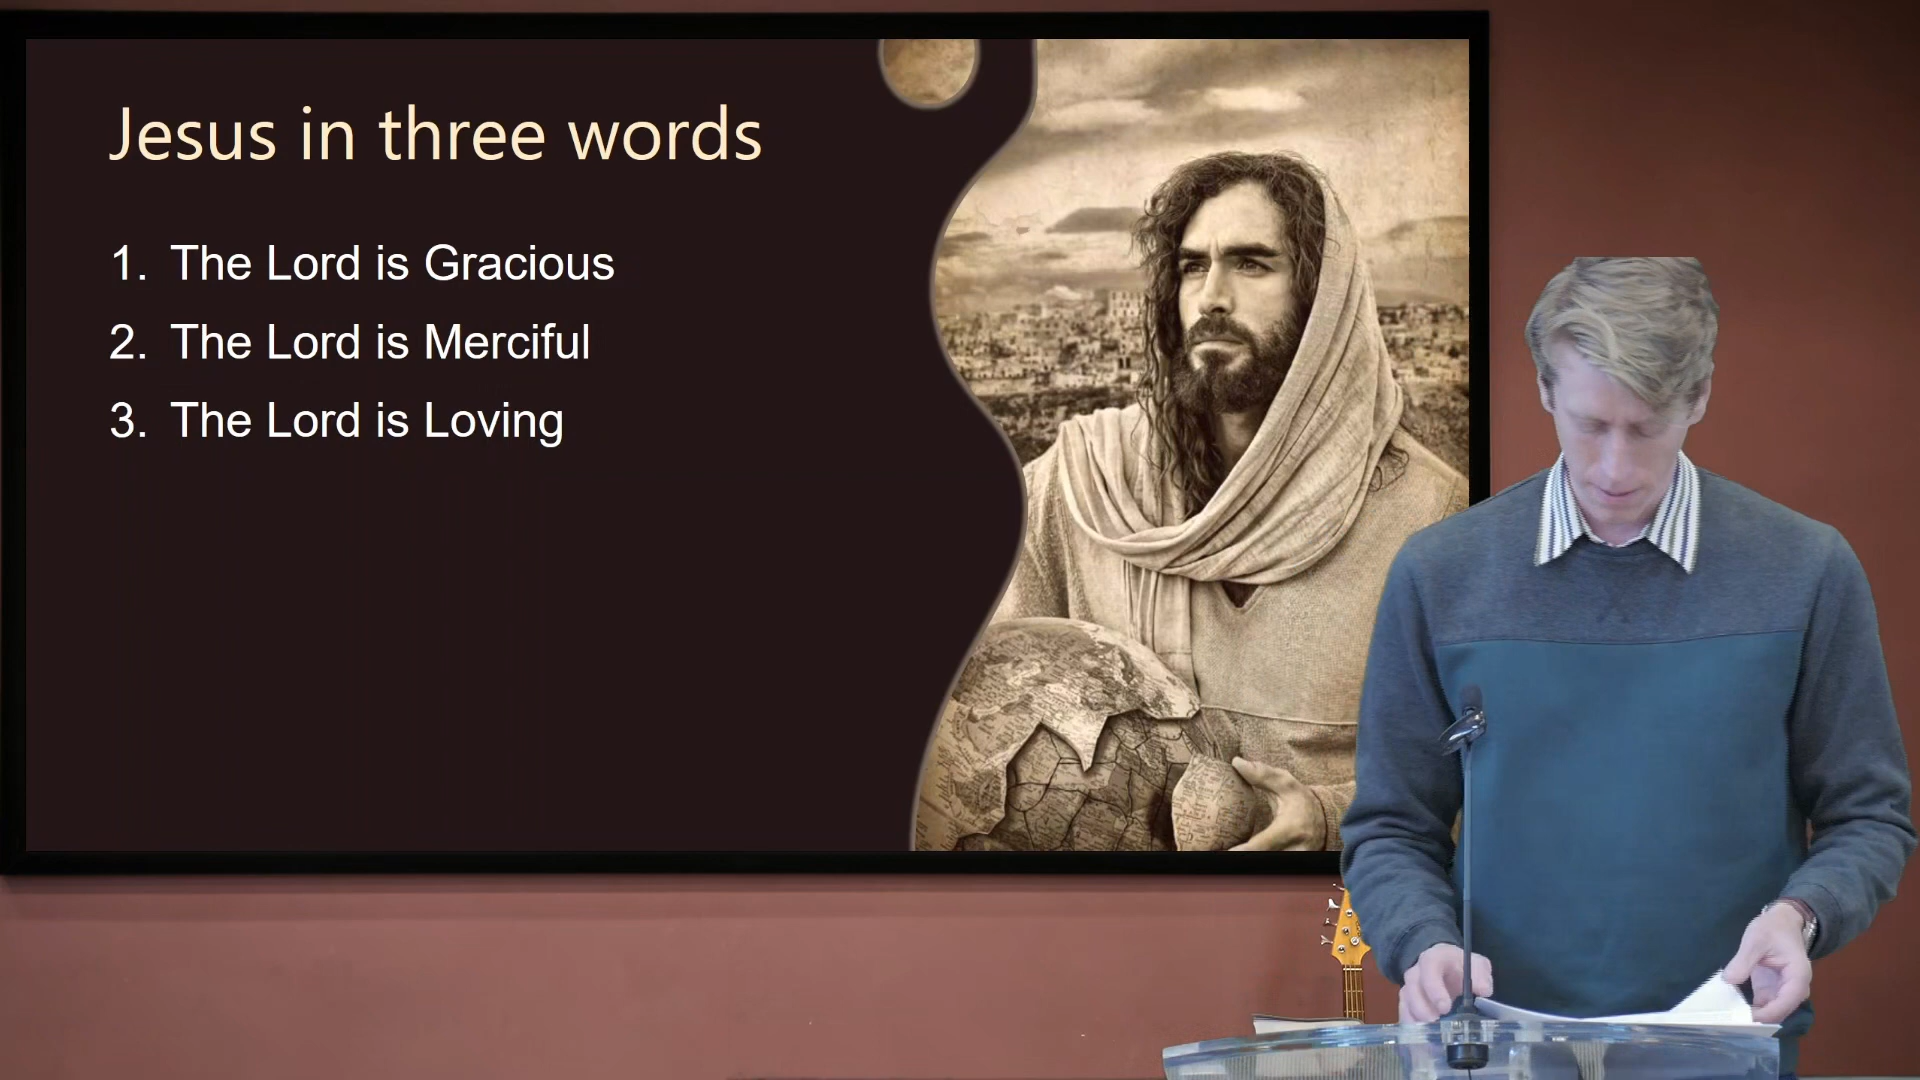 Jesus in three words
1. The Lord is Gracious
2. The Lord is Merciful
3. The Lord is Loving